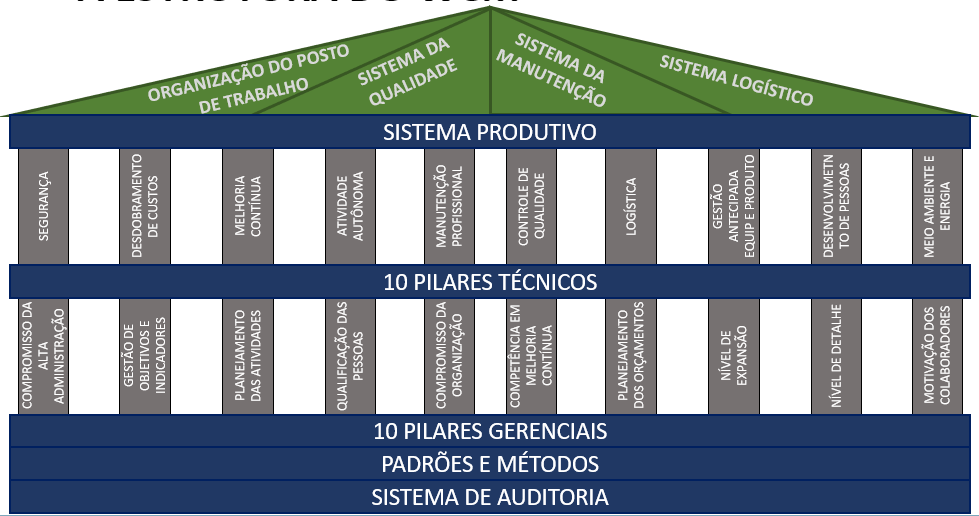 A ESTRUTURA DO WCM
ORGANIZAÇÃO DO POSTO
DE TRABALHO
SISTEMA DA
QUALIDADE
SISTEMA DA
MANUTENÇÃO
SISTEMA LOGÍSTICO
SISTEMA PRODUTIVO
SEGURANÇA
DESDOBRAMENTO
DE CUSTOS
MELHORIA
CONTÍNUA
ATIVIDADE
AUTÔNOMA
MANUTENÇÃO
PROFISSIONAL
CONTROLE DE
QUALIDADE
LOGÍSTICA
GESTÃO
ANTECIPADA
EQUIP E PRODUTO
DESENVOLVIMETN
TO DE PESSOAS
MEIO AMBIENTE E
ENERGIA
10 PILARES TÉCNICOS
COMPROMISSO DA
ALTA
ADMINISTRAÇÃO
GESTÃO DE
OBJETIVOS E
INDICADORES
PLANEJAMENTO
DAS ATIVIDADES
QUALIFICAÇÃO DAS
PESSOAS
COMPROMISSO DA
ORGANIZAÇÃO
COMPETÊNCIA EM
MELHORIA
CONTÍNUA
PLANEJAMENTO
DOS ORÇAMENTOS
NÍVEL DE
EXPANSÃO
NÍVEL DE DETALHE
MOTIVAÇÃO DOS
COLABORADORES
10 PILARES GERENCIAIS
PADRÕES E MÉTODOS
SISTEMA DE AUDITORIA